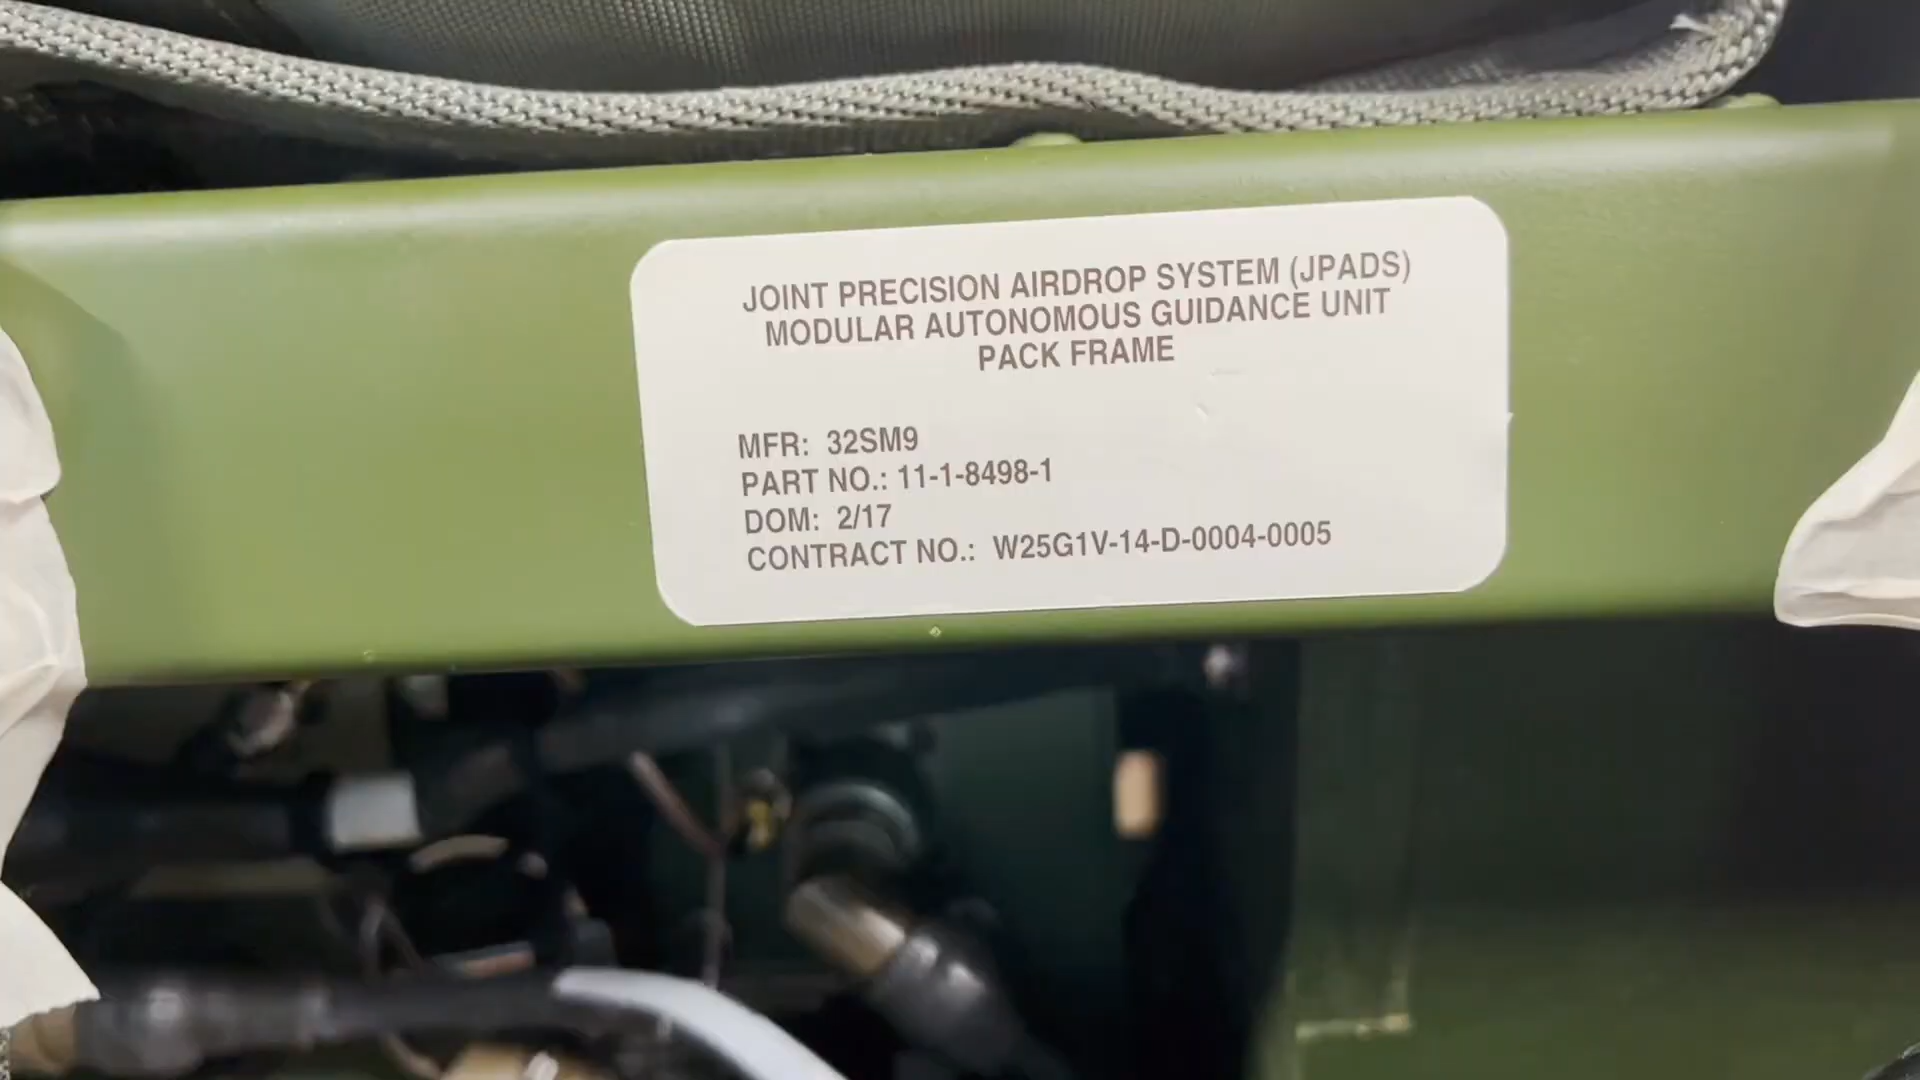 JOINT PRECISION AIRDROP SYSTEM (JPADS)
MODULAR AUTONOMOUS GUIDANCE UNIT
PACK FRAME
MFR: 32SM9
PART NO.: 11-1-8498-1
DOM: 2/17
CONTRACT NO.: W25G1V-14-D-0004-0005